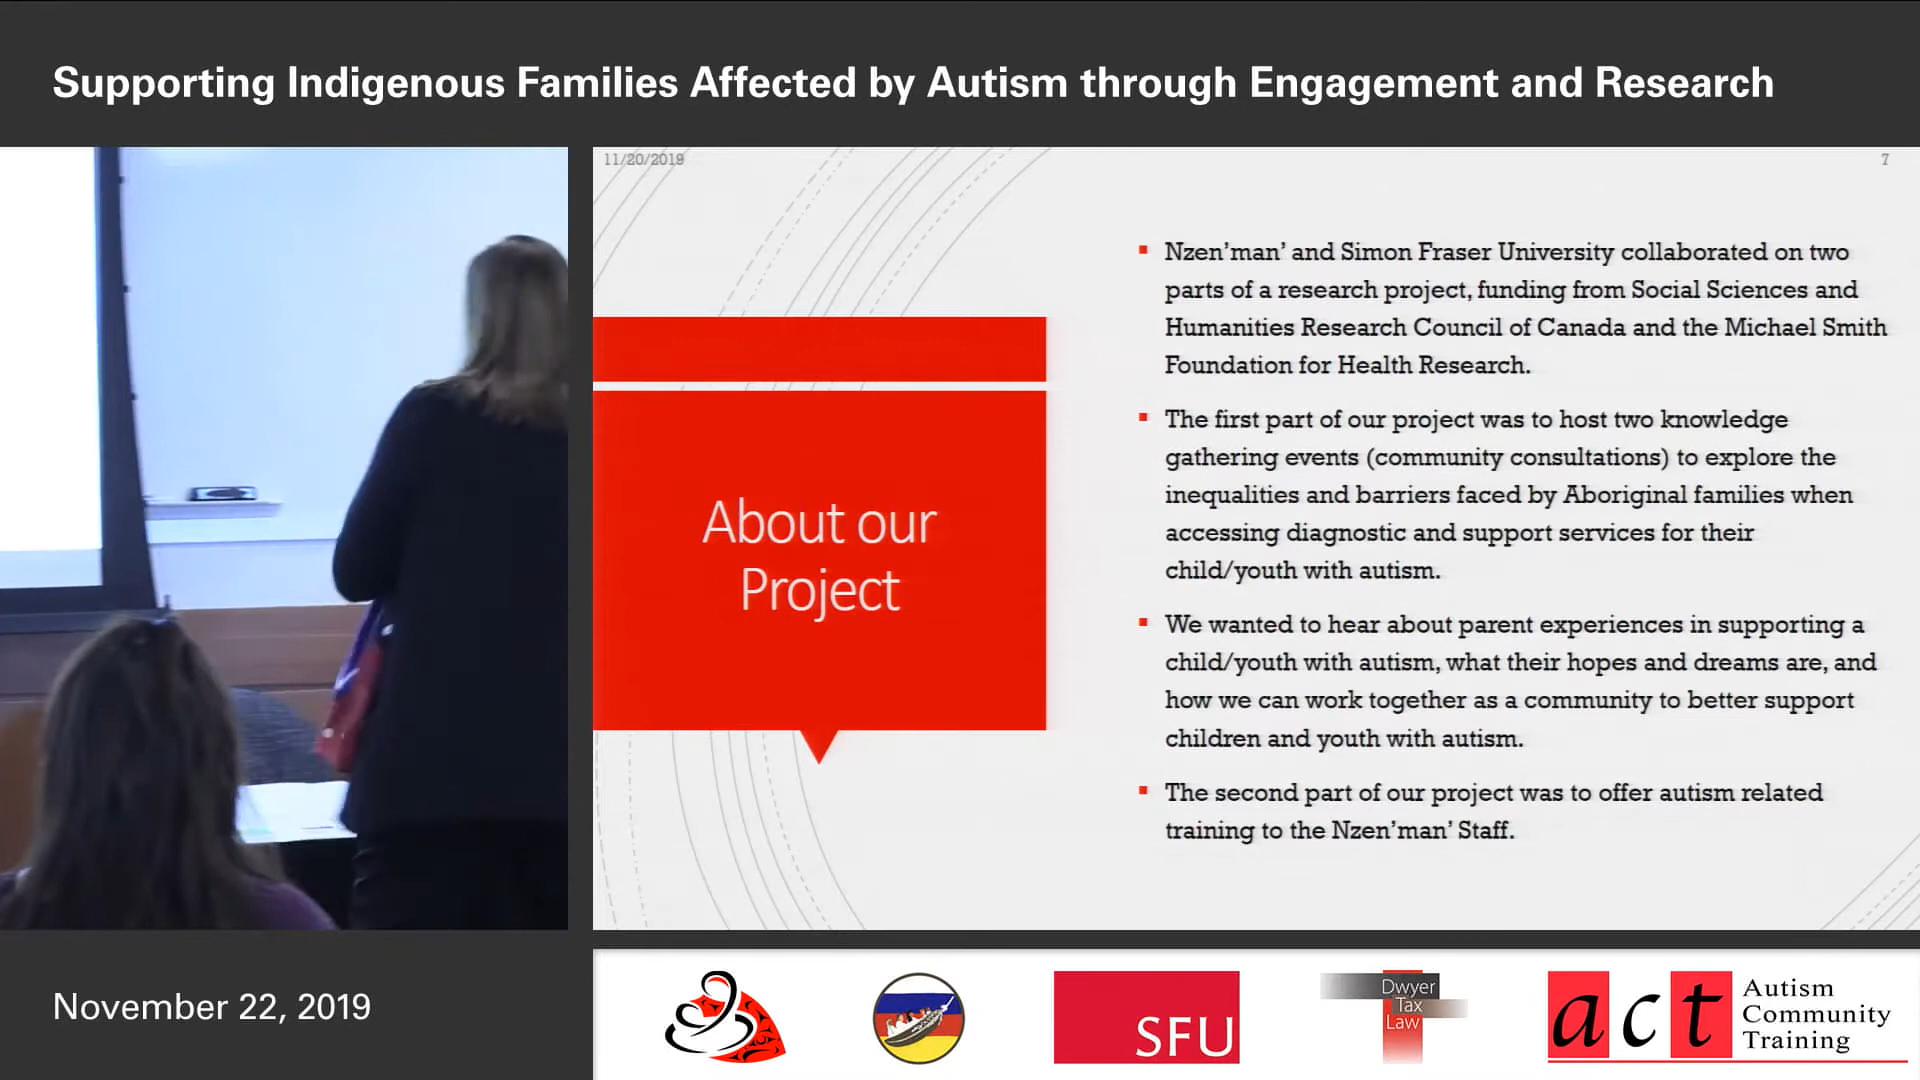 Supporting Indigenous Families Affected by Autism through Engagement and Research
11/20/2019
7
About our
Project
▪ Nzen’man’ and Simon Fraser University collaborated on two
parts of a research project, funding from Social Sciences and
Humanities Research Council of Canada and the Michael Smith
Foundation for Health Research.
▪ The first part of our project was to host two knowledge
gathering events (community consultations) to explore the
inequalities and barriers faced by Aboriginal families when
accessing diagnostic and support services for their
child/youth with autism.
▪ We wanted to hear about parent experiences in supporting a
child/youth with autism, what their hopes and dreams are, and
how we can work together as a community to better support
children and youth with autism.
▪ The second part of our project was to offer autism related
training to the Nzen’man’ Staff.
November 22, 2019
SFU
Dwyer
Tax
Law
act
Autism
Community
Training